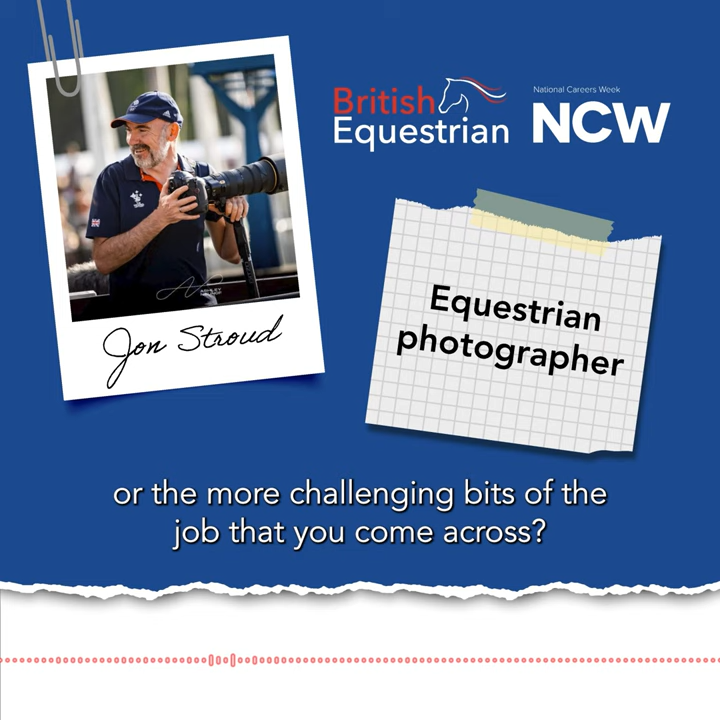 British
Equestrian
National Careers Week
NCW
Jon Stroud
Equestrian
photographer
or the more challenging bits of the
job that you come across?